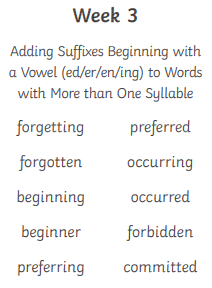 Week 3
Adding Suffixes Beginning with
a Vowel (ed/er/en/ing) to Words
with More than One Syllable
forgetting preferred
forgotten occurring
beginning occurred
beginner forbidden
preferring committed